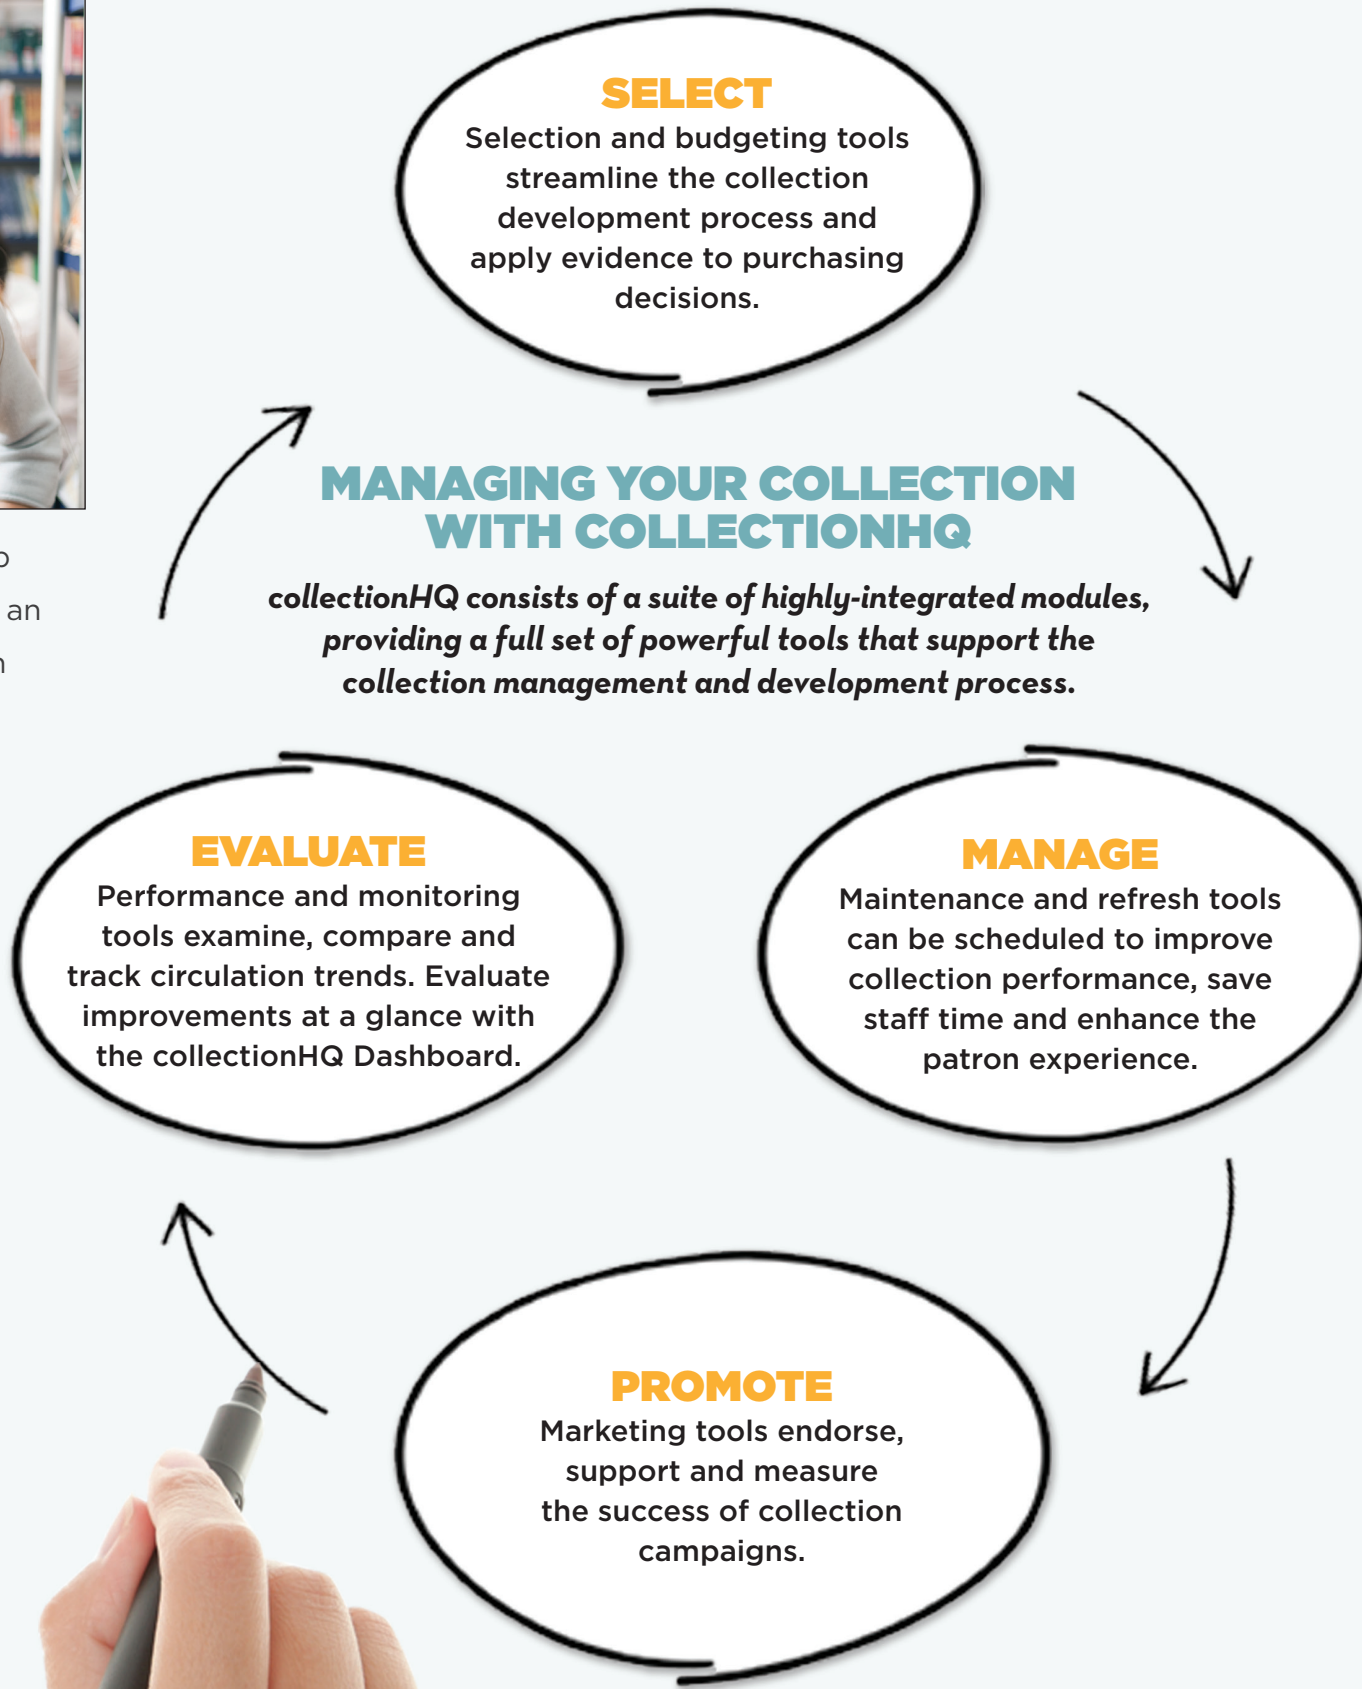 SELECT
Selection and budgeting tools
streamline the collection
development process and
apply evidence to purchasing
decisions.
MANAGING YOUR COLLECTION
WITH COLLECTIONHQ
collectionHQ consists of a suite of highly-integrated modules,
providing a full set of powerful tools that support the
collection management and development process.
an
EVALUATE
Performance and monitoring
tools examine, compare and
track circulation trends. Evaluate
improvements at a glance with
the collectionHQ Dashboard.
MANAGE
Maintenance and refresh tools
can be scheduled to improve
collection performance, save
staff time and enhance the
patron experience.
PROMOTE
Marketing tools endorse,
support and measure
the success of collection
campaigns.